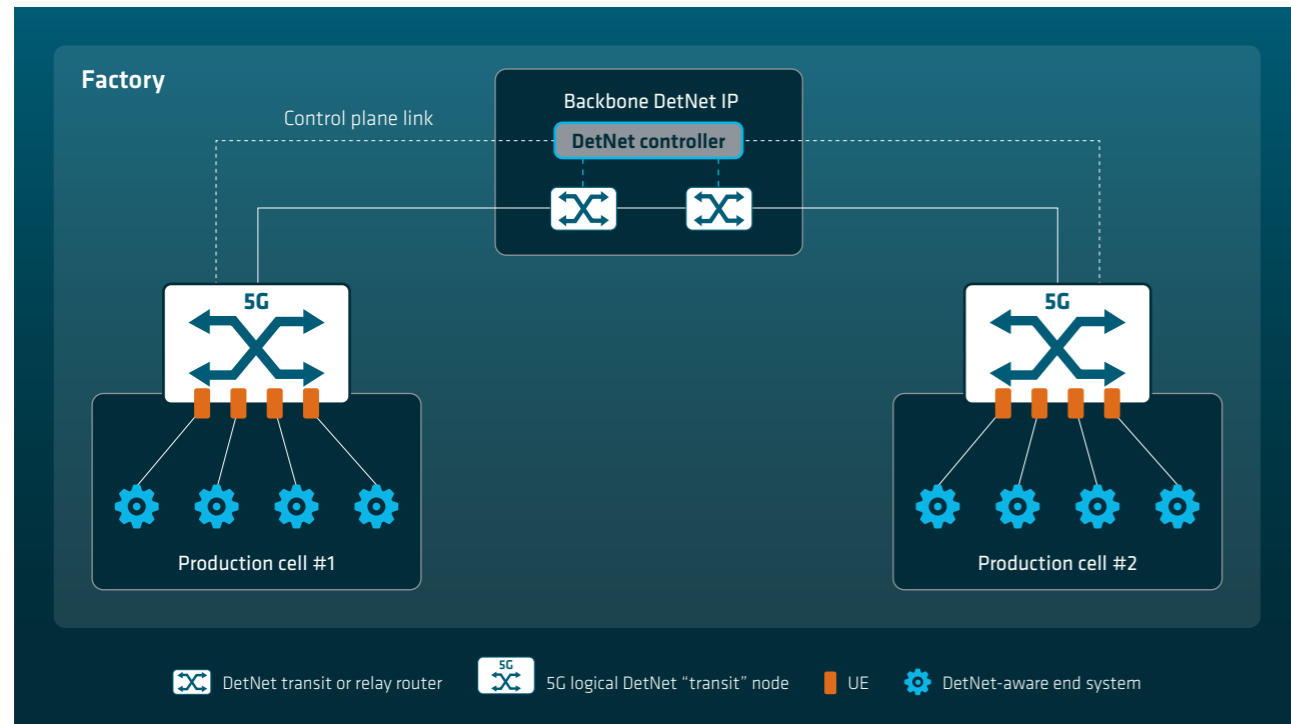 Factory
Backbone DetNet IP
Control plane link
DetNet controller
5G
5G
Production cell #1
Production cell #2
DetNet transit or relay router
5G
5G logical DetNet “transit” node
UE
DetNet-aware end system